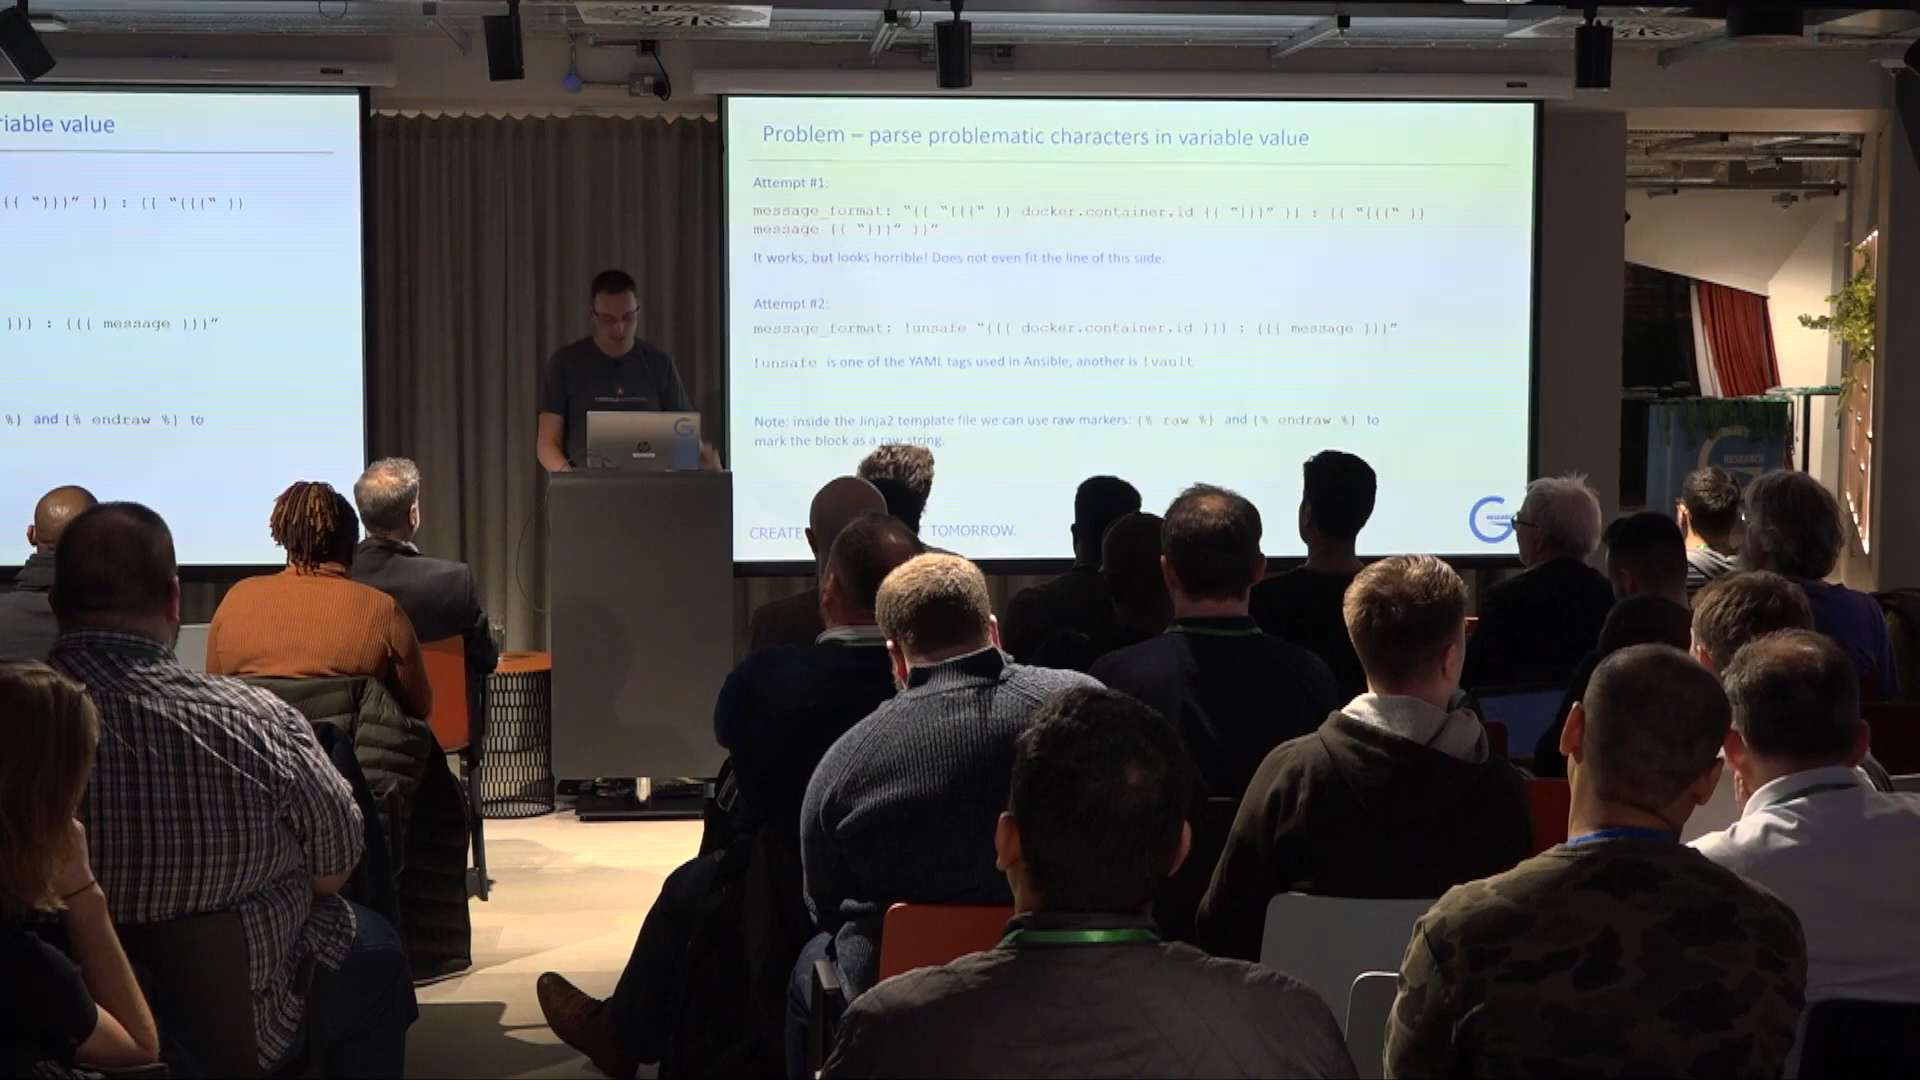 riable value
{{ “}}}” }} : {{ “{{{“ }}
}}} : {{{ message }}}”
%} and {% endraw %} to
Problem – parse problematic characters in variable value
Attempt #1:
message_format: “{{ “{{{“ }} docker.container.id {{ “}}}” }} : {{ “{{{“ }}
message {{ “}}}” }}”
It works, but looks horrible! Does not even fit the line of this slide.
Attempt #2:
message_format: !unsafe “{{{ docker.container.id }}} : {{{ message }}}”
!unsafe is one of the YAML tags used in Ansible, another is !vault
Note: inside the Jinja2 template file we can use raw markers: {% raw %} and {% endraw %} to
mark the block as a raw string.
CREATE TOMORROW.
RESEARCH
hp
RESEARCH